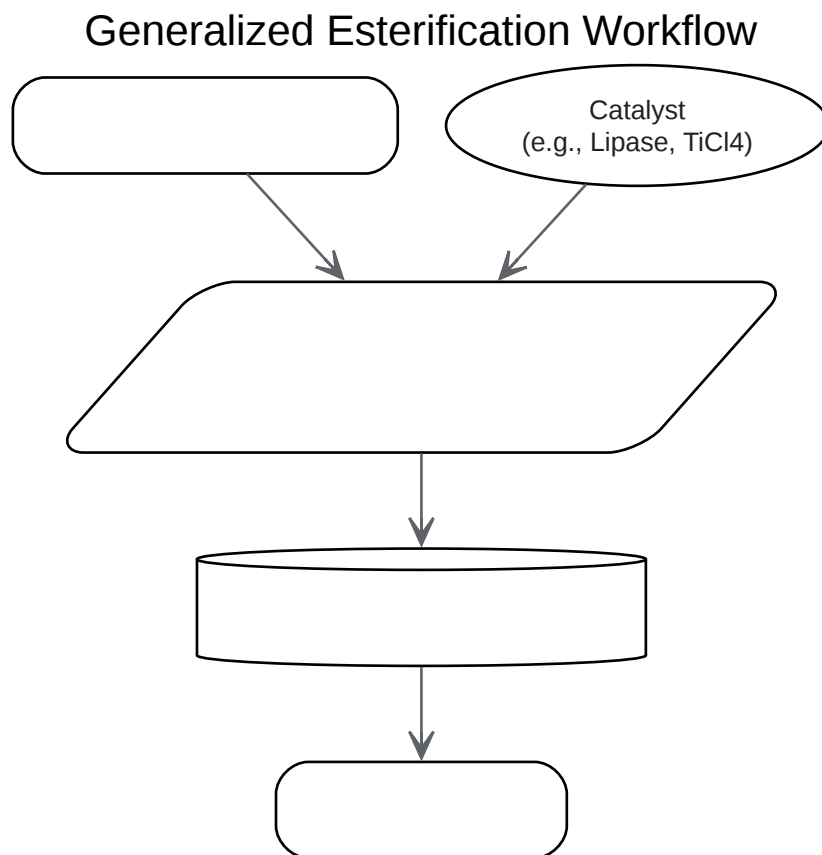 Generalized Esterification Workflow
Catalyst
(e.g., Lipase, TiCl4)